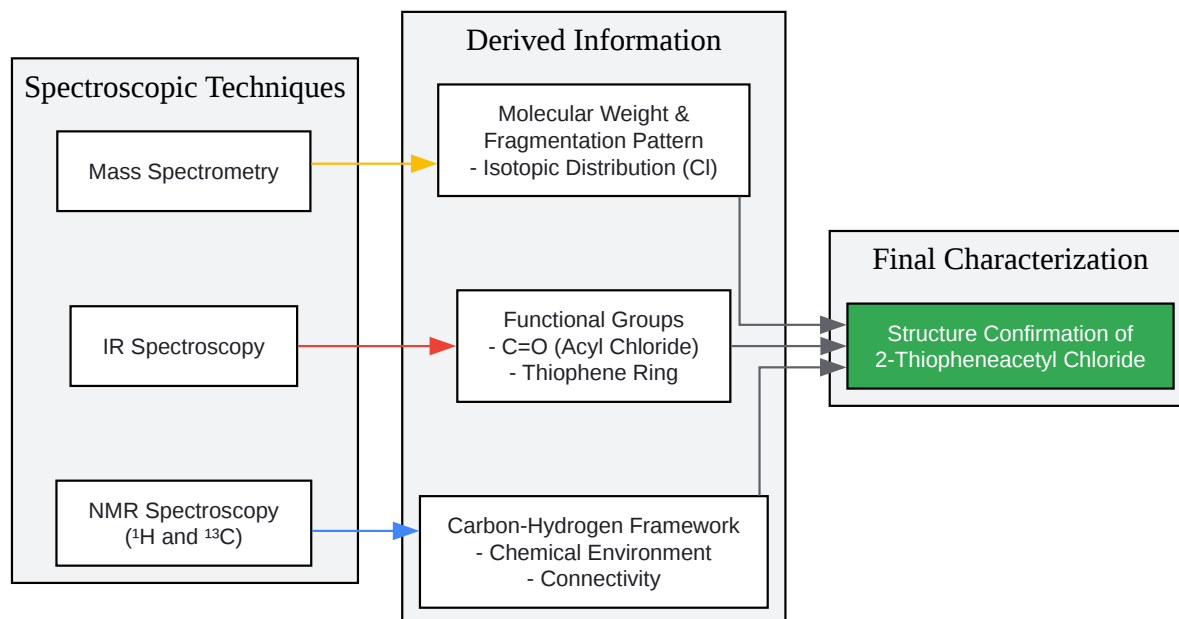 Spectroscopic Techniques
Mass Spectrometry
IR Spectroscopy
NMR Spectroscopy
(¹H and ¹³C)
Derived Information
Molecular Weight &
Fragmentation Pattern
- Isotopic Distribution (Cl)
Functional Groups
- C=O (Acyl Chloride)
- Thiophene Ring
Carbon-Hydrogen Framework
- Chemical Environment
- Connectivity
Final Characterization
Structure Confirmation of
2-Thiopheneacetyl Chloride